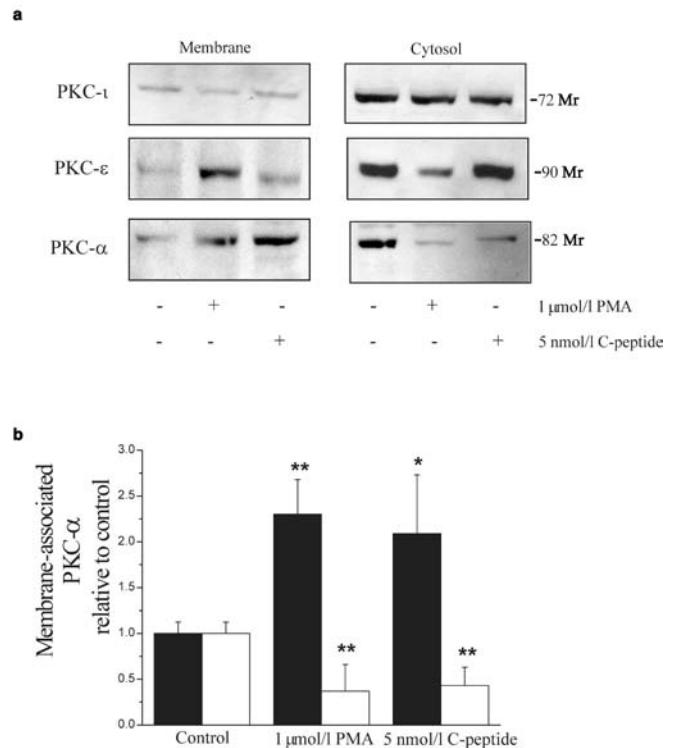 a
Membrane Cytosol
PKC-ι -72 Mr
PKC-ε -90 Mr
PKC-α -82 Mr
- + - - + - 1 μmol/l PMA
- - + - - + 5 nmol/l C-peptide
b
Membrane-associated
PKC-α
relative to control
3.0
2.5
2.0
1.5
1.0
0.5
0.0
** *
** **
Control 1 μmol/l PMA 5 nmol/l C-peptide